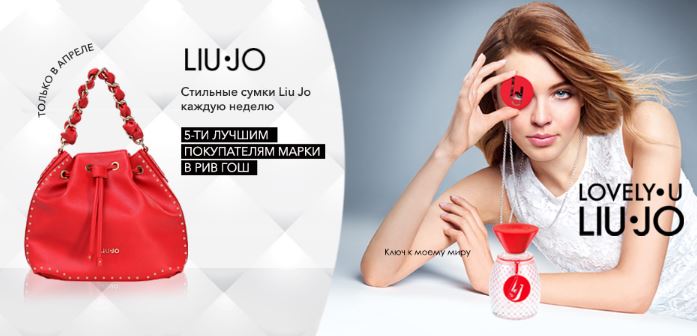 ТОЛЬКО В АПРЕЛЕ
LIU·JO
Стильные сумки Liu Jo
каждую неделю
5-ТИ ЛУЧШИМ
ПОКУПАТЕЛЯМ МАРКИ
В РИВ ГОШ
LIU·JO
LOVELY·U
LIU·JO
Ключ к моему миру